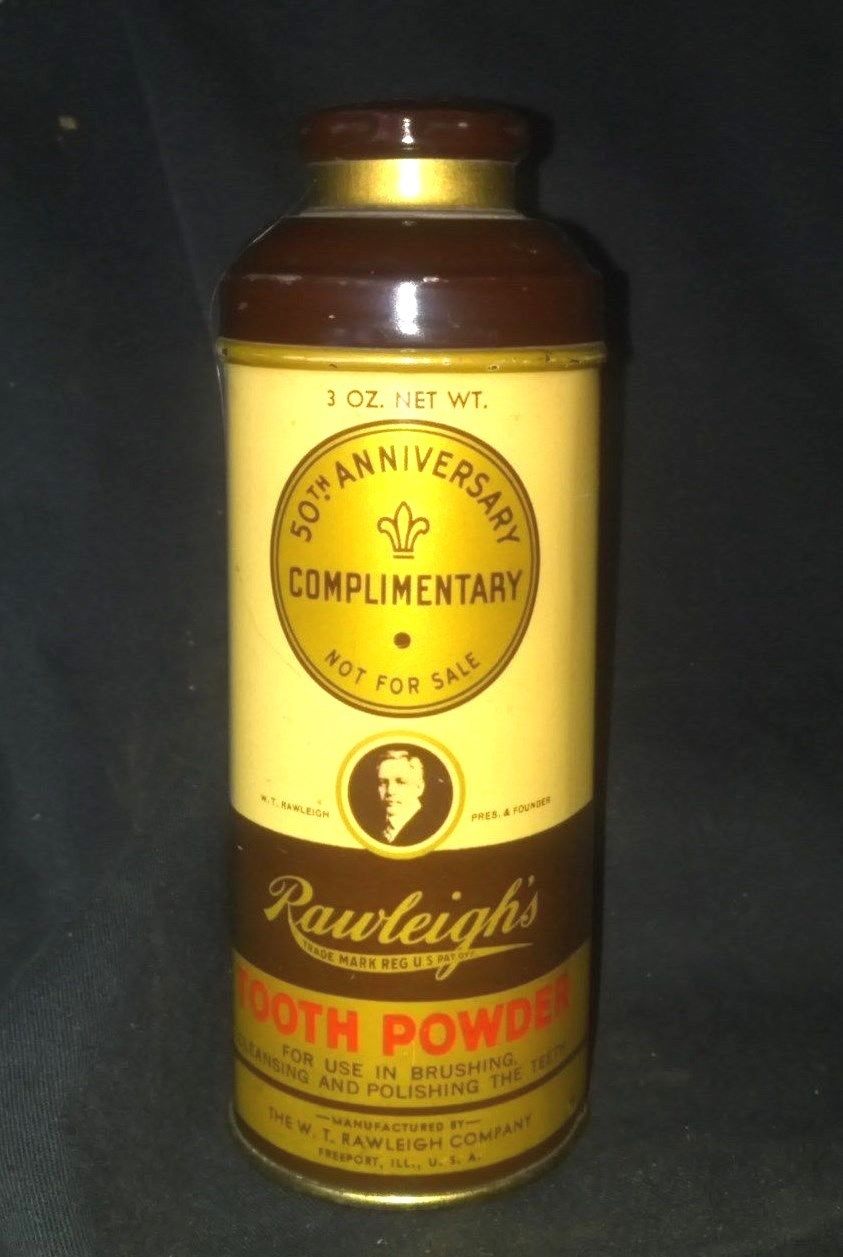 3 OZ. NET WT.
50TH ANNIVERSARY
COMPLIMENTARY
NOT FOR SALE
W. T. RAWLEIGH
PRES. & FOUNDER
Rawleigh's
TRADE MARK REG U S PAT OFF
TOOTH POWDER
FOR USE IN BRUSHING,
CLEANSING AND POLISHING THE TEETH
—MANUFACTURED BY—
THE W. T. RAWLEIGH COMPANY
FREEPORT, ILL., U. S. A.